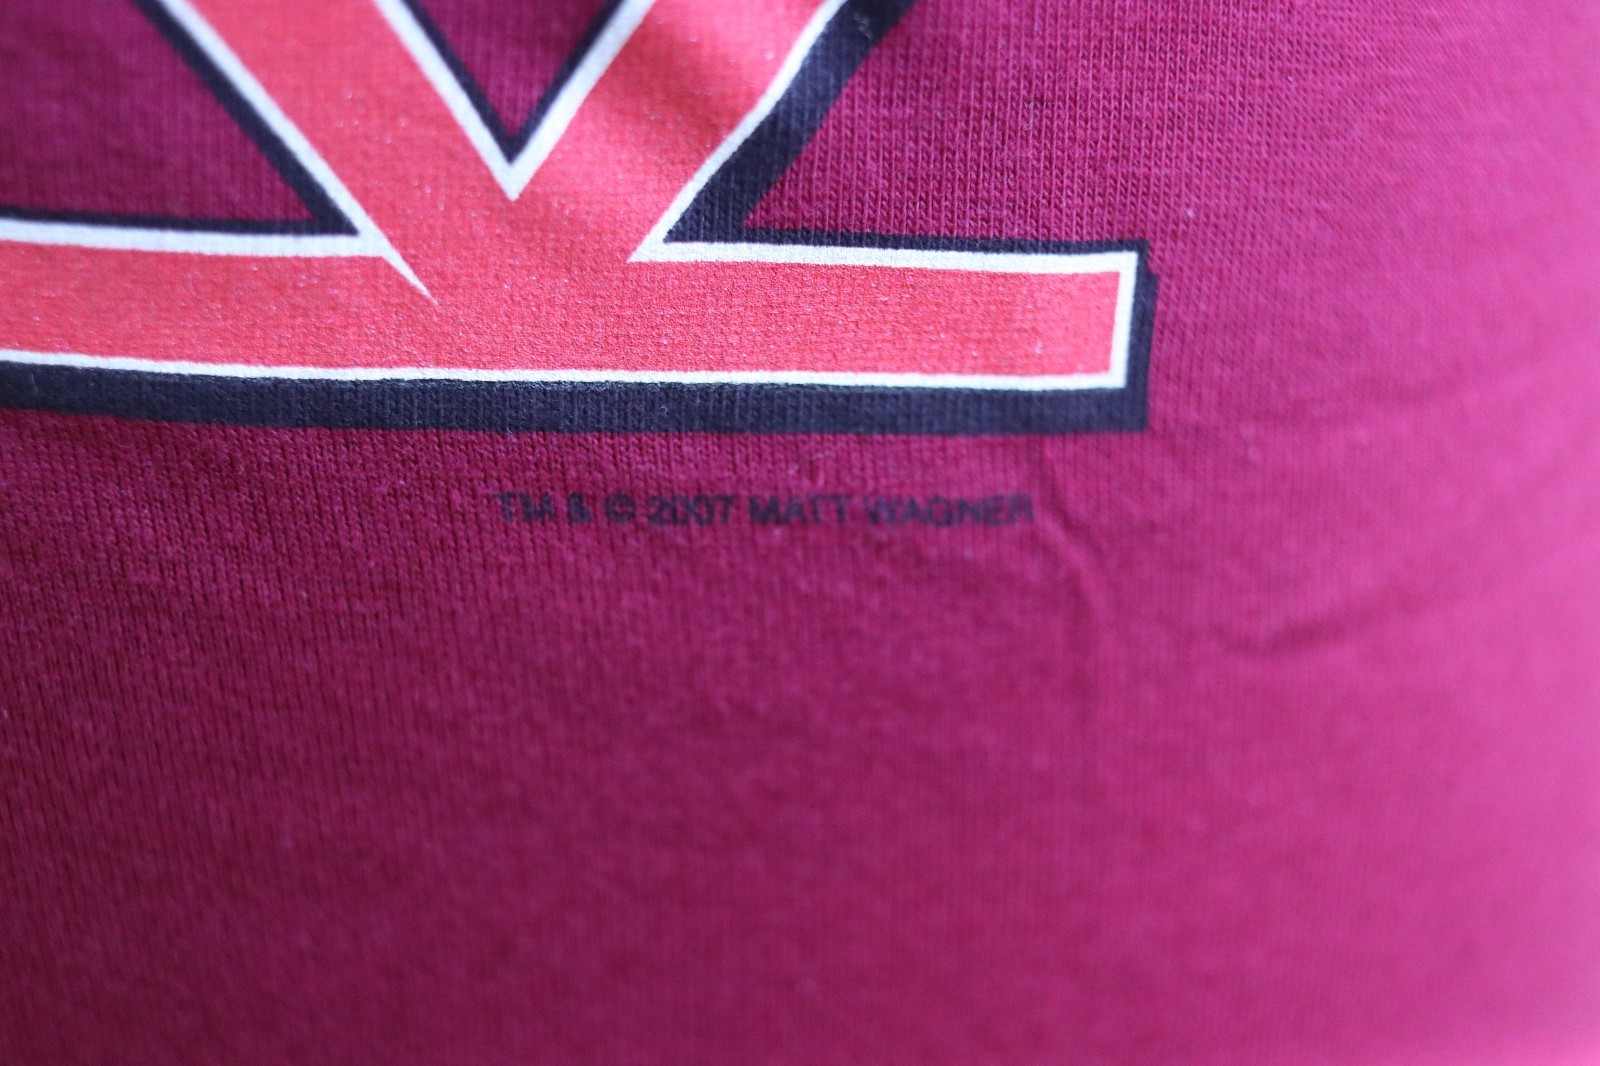 TM & © 2007 MATT WAGNER